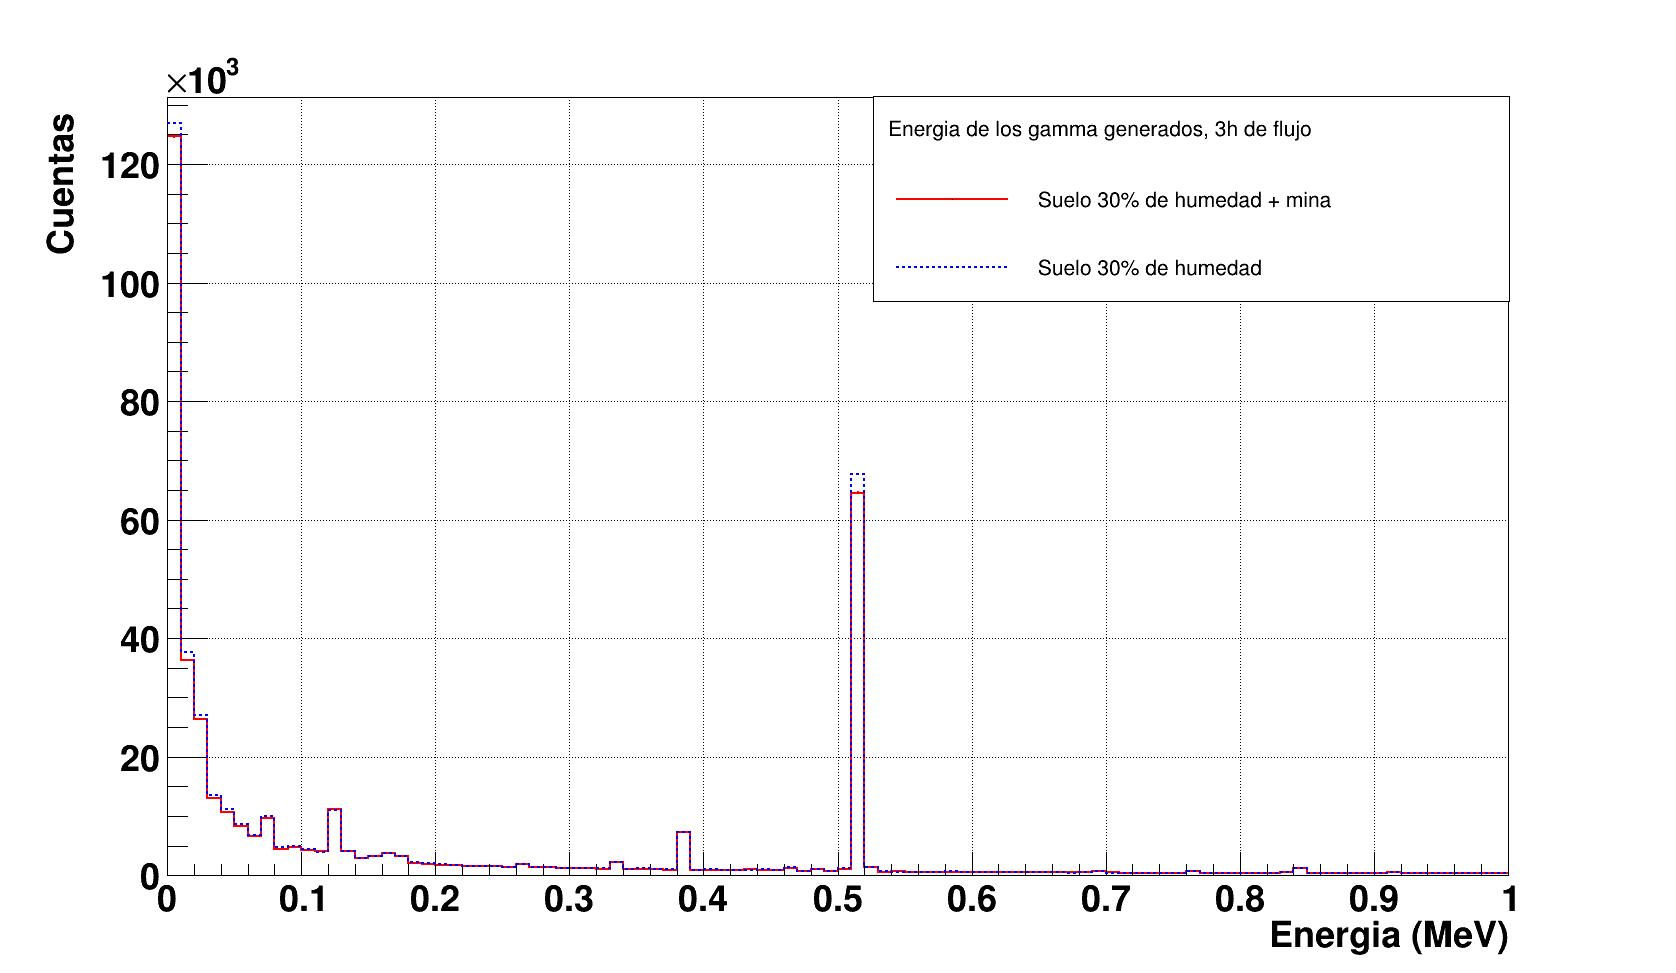 ×10³
Cuentas
Energia de los gamma generados, 3h de flujo
Suelo 30% de humedad + mina
Suelo 30% de humedad
120
100
80
60
40
20
0
0 0.1 0.2 0.3 0.4 0.5 0.6 0.7 0.8 0.9 1
Energia (MeV)